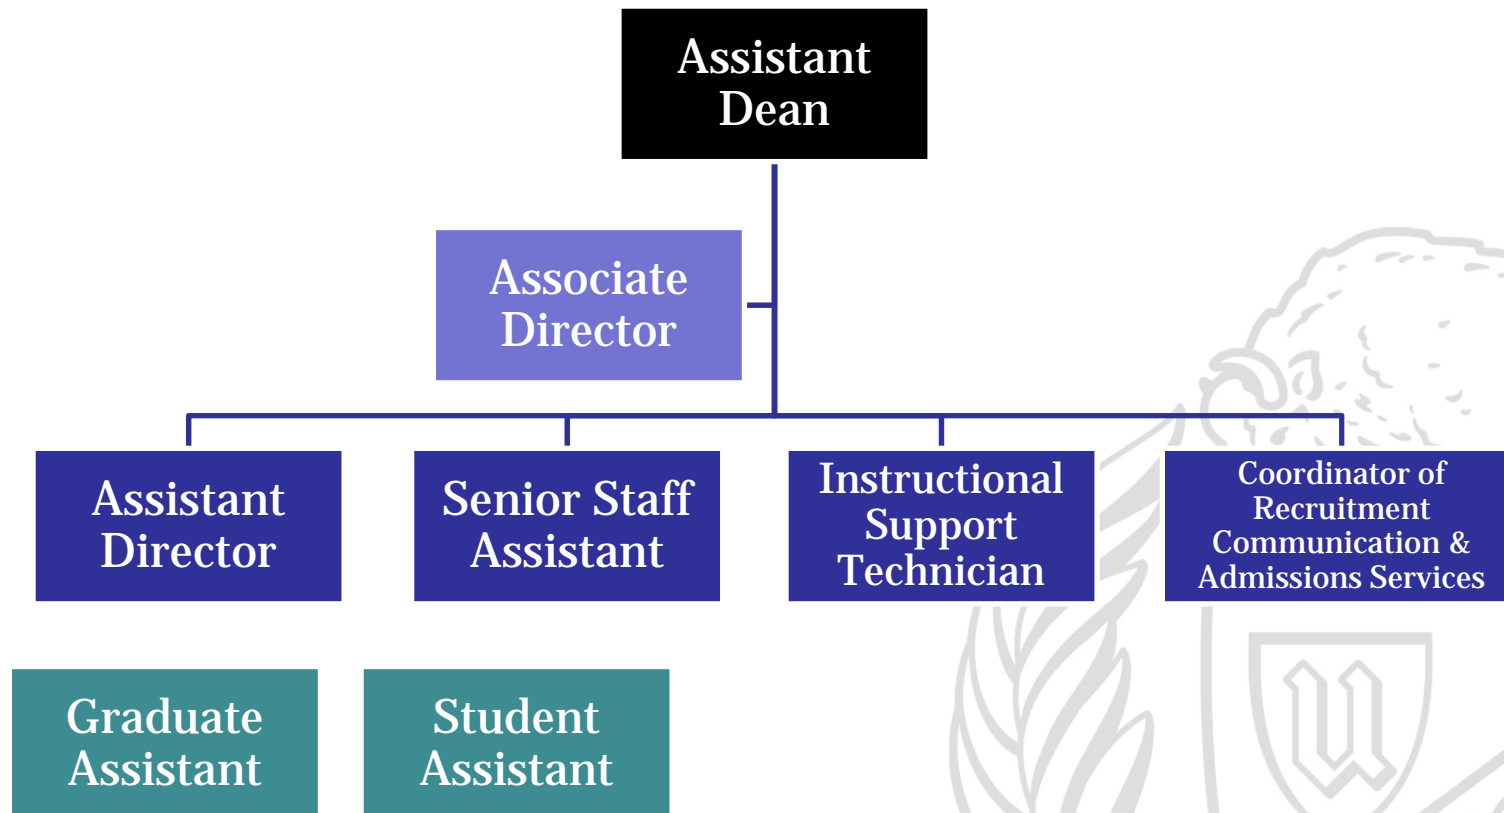 Assistant
Dean
Associate
Director
Assistant
Director
Senior Staff
Assistant
Instructional
Support
Technician
Coordinator of
Recruitment
Communication &
Admissions Services
Graduate
Assistant
Student
Assistant
u